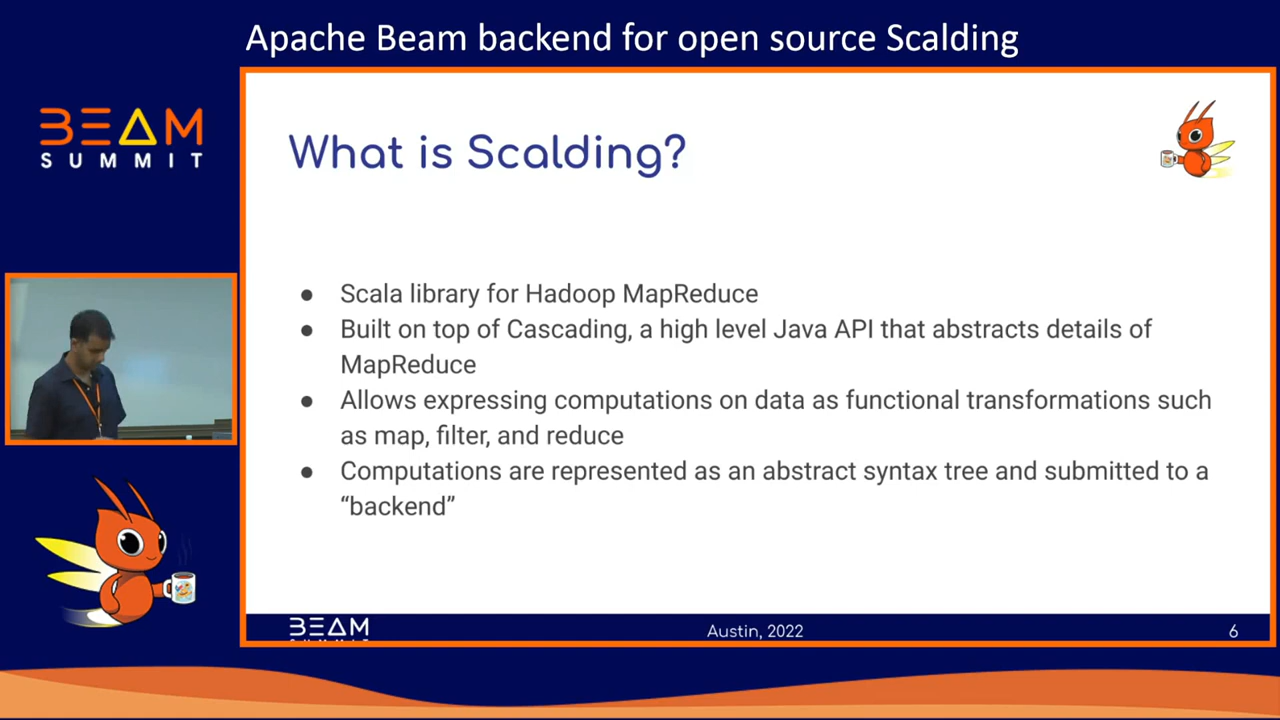 Apache Beam backend for open source Scalding
BEAM
SUMMIT
What is Scalding?
● Scala library for Hadoop MapReduce
● Built on top of Cascading, a high level Java API that abstracts details of
MapReduce
● Allows expressing computations on data as functional transformations such
as map, filter, and reduce
● Computations are represented as an abstract syntax tree and submitted to a
“backend”
BEAM
Austin, 2022
6